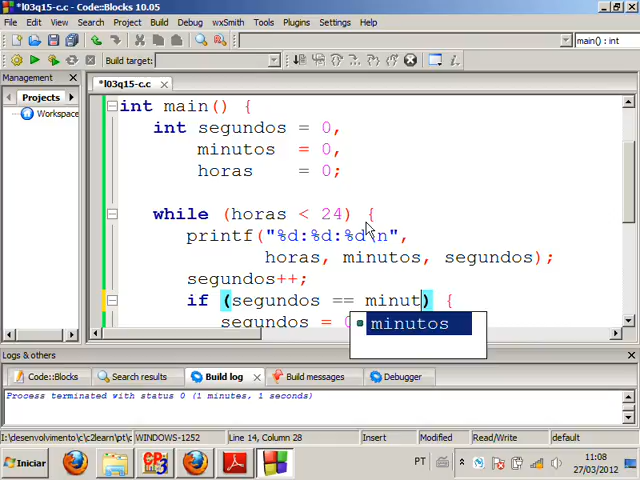 *l03q15-c.c - Code::Blocks 10.05
File Edit View Search Project Build Debug wxSmith Tools Plugins Settings Help
main() : int
Build target:
Management
*l03q15-c.c
Projects
Workspace
int main() {
int segundos = 0,
minutos = 0,
horas = 0;
while (horas < 24) {
printf("%d:%d:%d\n",
horas, minutos, segundos);
segundos++;
if (segundos == minut) {
segundos = 0
minutos
Logs & others
Code::Blocks Search results Build log Build messages Debugger
Process terminated with status 0 (1 minutes, 1 seconds)
I:\desenvolvimento\c\c2learn\pt\c WINDOWS-1252 Line 14, Column 28 Insert Modified Read/Write default
Iniciar PT 11:08
27/03/2012